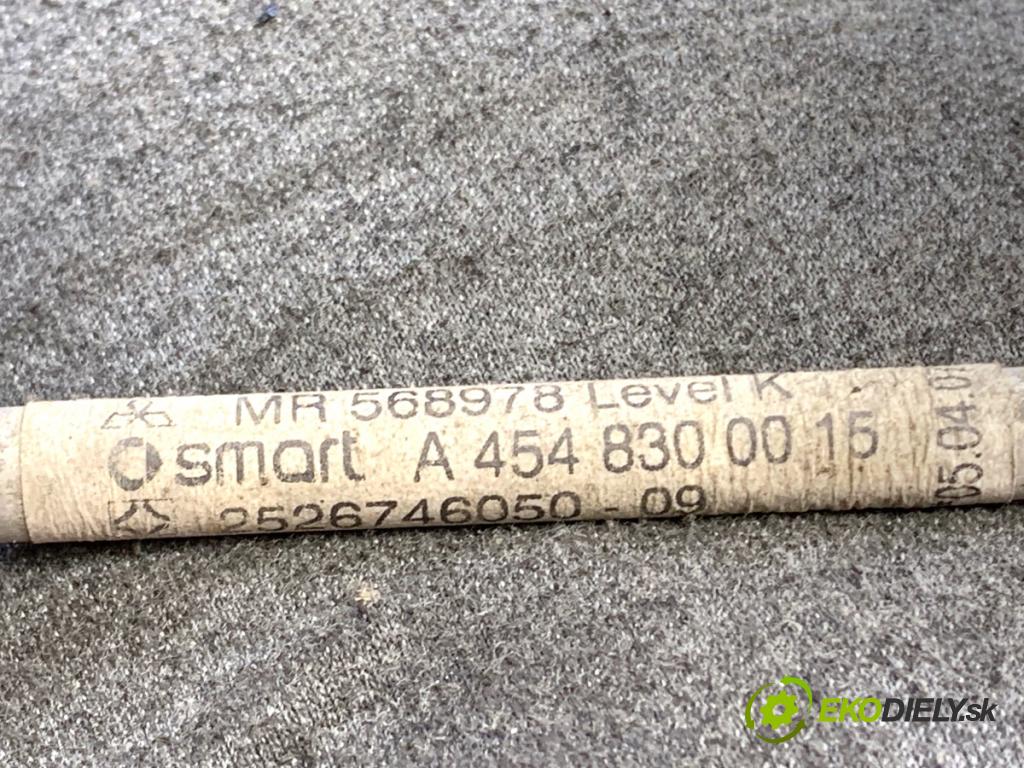 MR 568978 Level K
smart A 454 830 00 15
2526746050 - 09
05.04.0
EKODIELY.sk